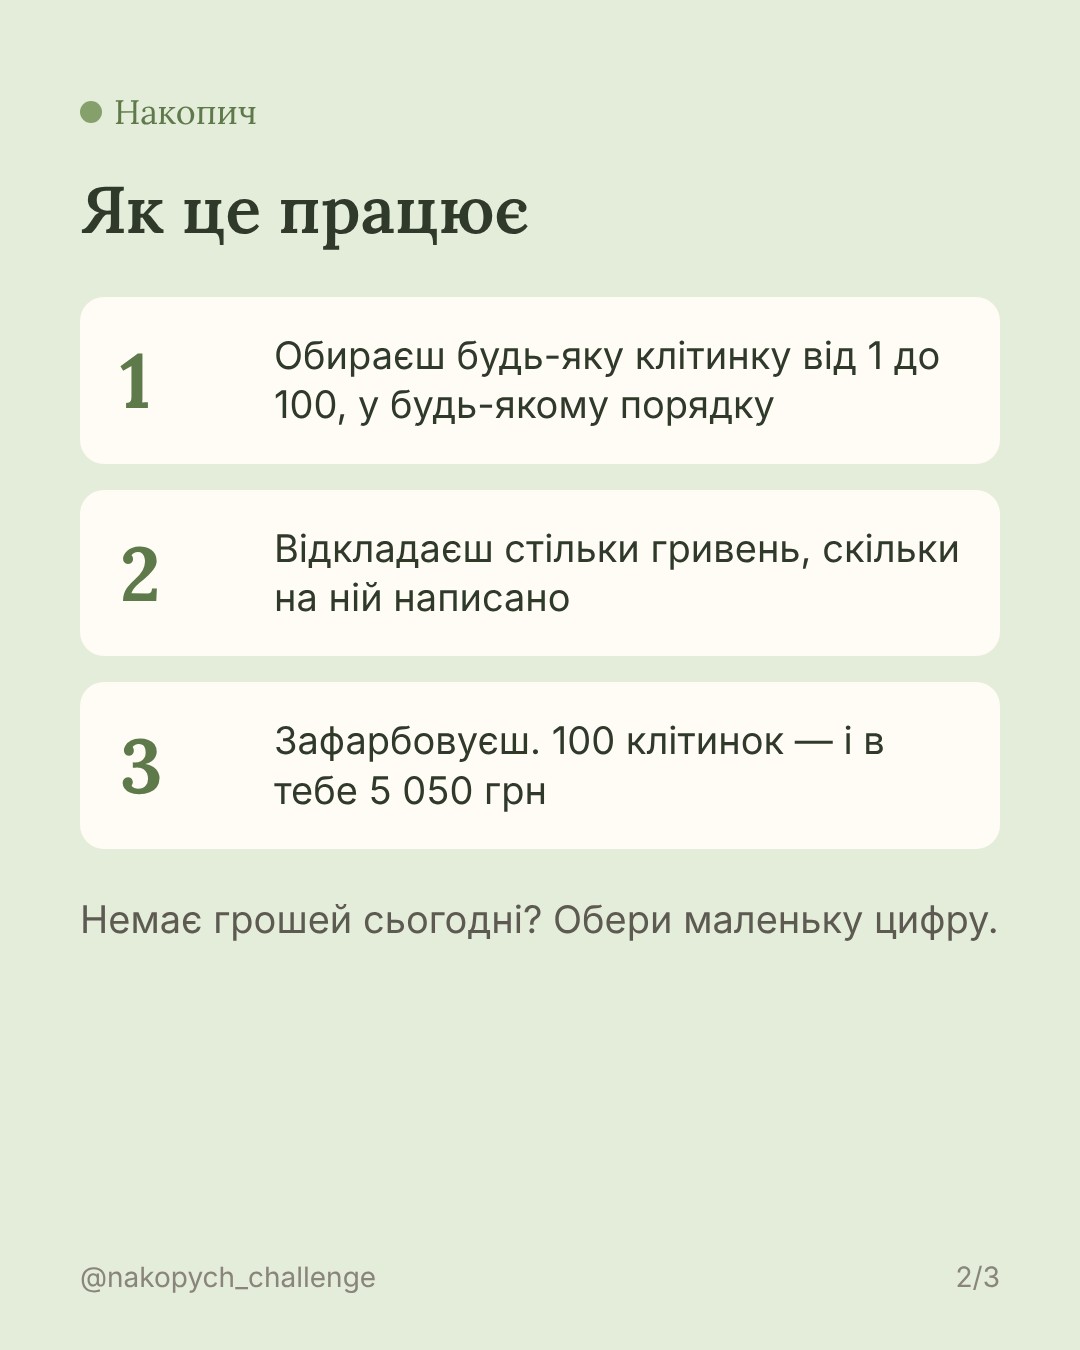 Накопич
Як це працює
1
Обираєш будь-яку клітинку від 1 до
100, у будь-якому порядку
2
Відкладаєш стільки гривень, скільки
на ній написано
3
Зафарбовуєш. 100 клітинок — і в
тебе 5 050 грн
Немає грошей сьогодні? Обери маленьку цифру.
@nakopych_challenge
2/3